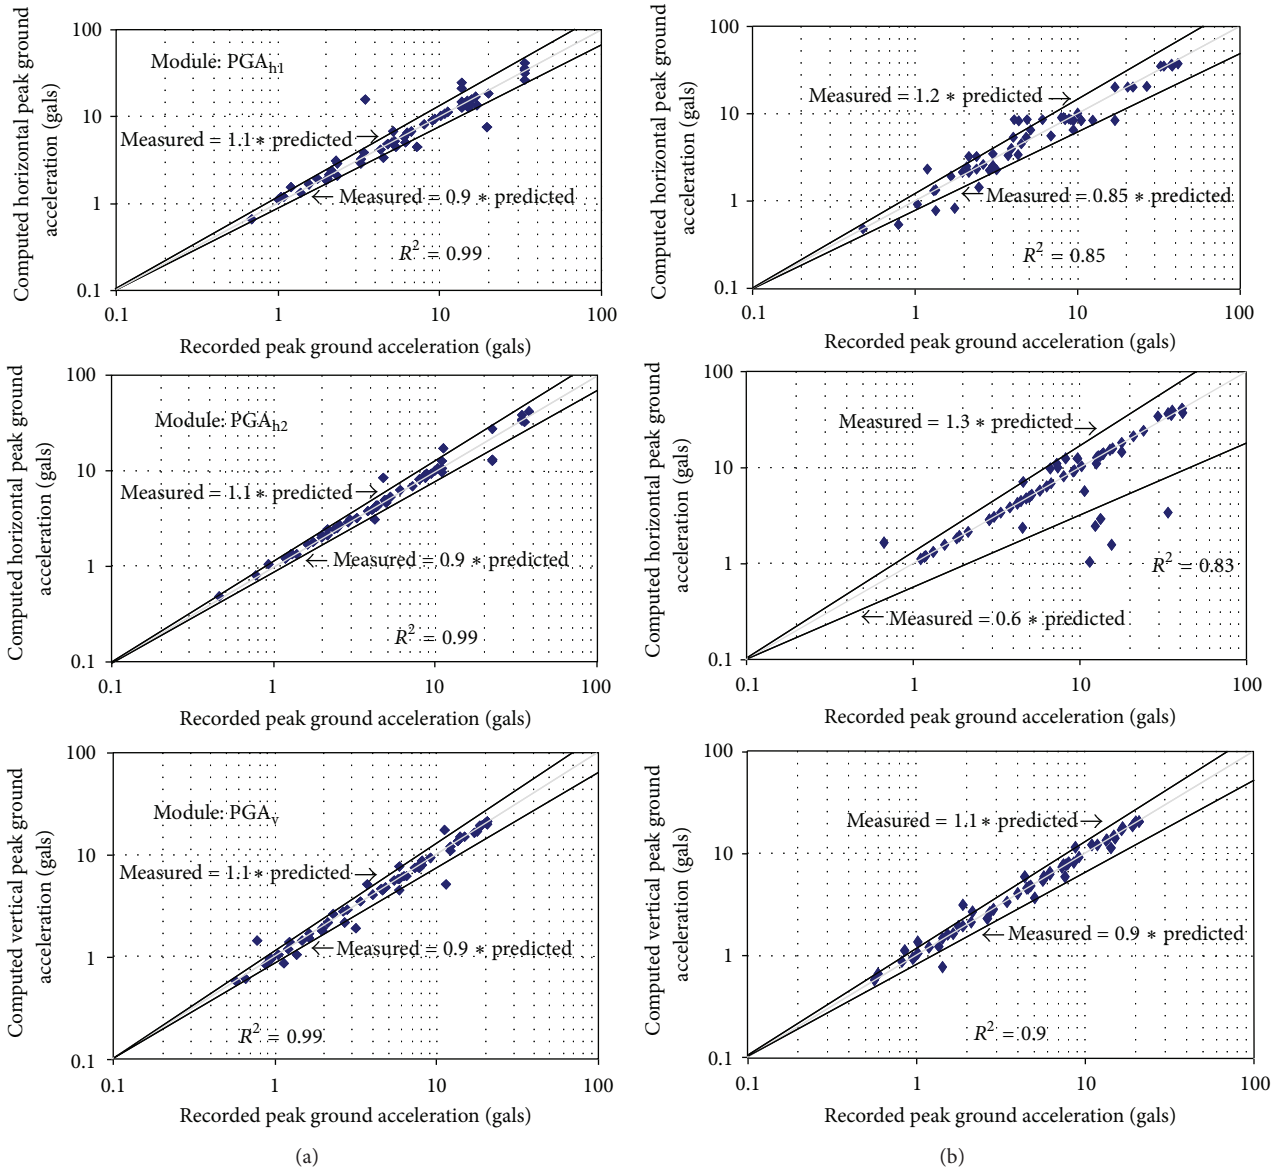 Computed horizontal peak ground
acceleration (gals)
100
10
1
0.1
Module: PGAh1
Measured = 1.1 * predicted
Measured = 0.9 * predicted
R2 = 0.99
0.1 1 10 100
Recorded peak ground acceleration (gals)
Computed horizontal peak ground
acceleration (gals)
100
10
1
0.1
Measured = 1.2 * predicted
Measured = 0.85 * predicted
R2 = 0.85
0.1 1 10 100
Recorded peak ground acceleration (gals)
Computed horizontal peak ground
acceleration (gals)
100
10
1
0.1
Module: PGAh2
Measured = 1.1 * predicted
Measured = 0.9 * predicted
R2 = 0.99
0.1 1 10 100
Recorded peak ground acceleration (gals)
Computed horizontal peak ground
acceleration (gals)
100
10
1
0.1
Measured = 1.3 * predicted
R2 = 0.83
Measured = 0.6 * predicted
0.1 1 10 100
Recorded peak ground acceleration (gals)
Computed vertical peak ground
acceleration (gals)
100
10
1
0.1
Module: PGAv
Measured = 1.1 * predicted
Measured = 0.9 * predicted
R2 = 0.99
0.1 1 10 100
Recorded peak ground acceleration (gals)
(a)
Computed vertical peak ground
acceleration (gals)
100
10
1
0.1
Measured = 1.1 * predicted
Measured = 0.9 * predicted
R2 = 0.9
0.1 1 10 100
Recorded peak ground acceleration (gals)
(b)